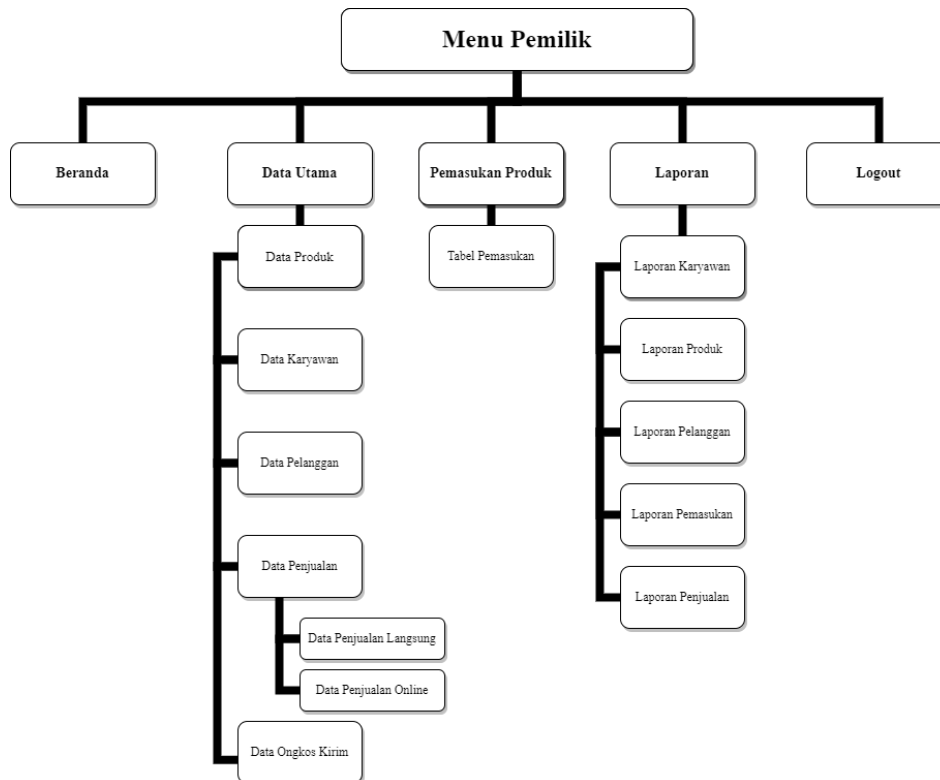 Menu Pemilik
Beranda
Data Utama
Pemasukan Produk
Laporan
Logout
Data Produk
Data Karyawan
Data Pelanggan
Data Penjualan
Data Penjualan Langsung
Data Penjualan Online
Data Ongkos Kirim
Tabel Pemasukan
Laporan Karyawan
Laporan Produk
Laporan Pelanggan
Laporan Pemasukan
Laporan Penjualan